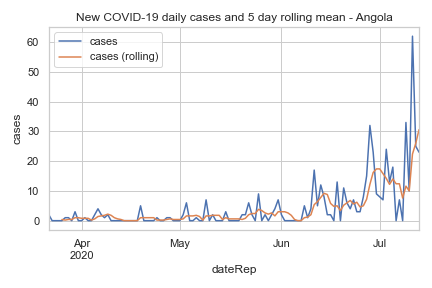 New COVID-19 daily cases and 5 day rolling mean - Angola
cases
cases (rolling)
60
50
40
30
20
10
0
cases
Apr
2020
May
Jun
Jul
dateRep